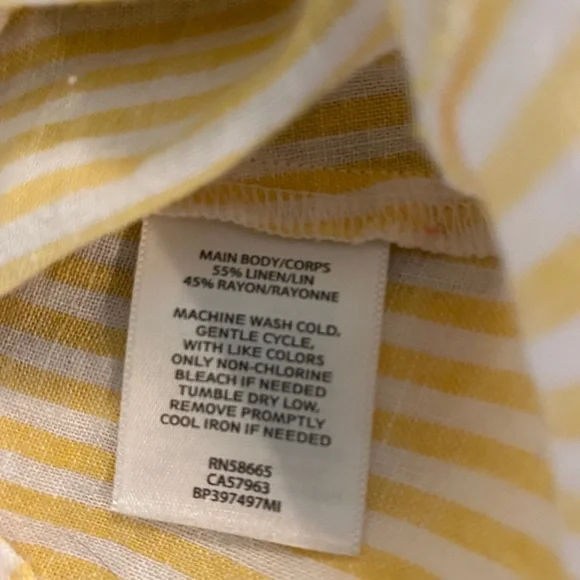 MAIN BODY/CORPS
55% LINEN/LIN
45% RAYON/RAYONNE
MACHINE WASH COLD,
GENTLE CYCLE,
WITH LIKE COLORS
ONLY NON-CHLORINE
BLEACH IF NEEDED
TUMBLE DRY LOW,
REMOVE PROMPTLY
COOL IRON IF NEEDED
RN58665
CA57963
BP397497MI